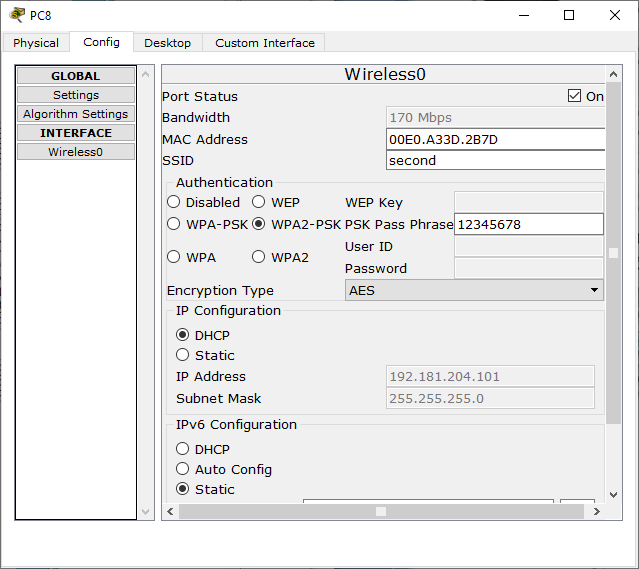 PC8
Physical Config Desktop Custom Interface
GLOBAL
Settings
Algorithm Settings
INTERFACE
Wireless0
Wireless0
Port Status On
Bandwidth 170 Mbps
MAC Address 00E0.A33D.2B7D
SSID second
Authentication
Disabled WEP WEP Key
WPA-PSK WPA2-PSK PSK Pass Phrase 12345678
User ID
WPA WPA2
Password
Encryption Type AES
IP Configuration
DHCP
Static
IP Address 192.181.204.101
Subnet Mask 255.255.255.0
IPv6 Configuration
DHCP
Auto Config
Static